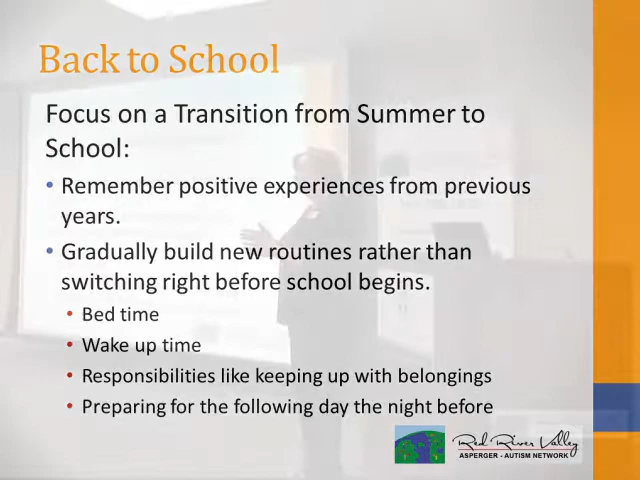 Back to School
Focus on a Transition from Summer to
School:
• Remember positive experiences from previous
years.
• Gradually build new routines rather than
switching right before school begins.
• Bed time
• Wake up time
• Responsibilities like keeping up with belongings
• Preparing for the following day the night before
Red River Valley
ASPERGER - AUTISM NETWORK